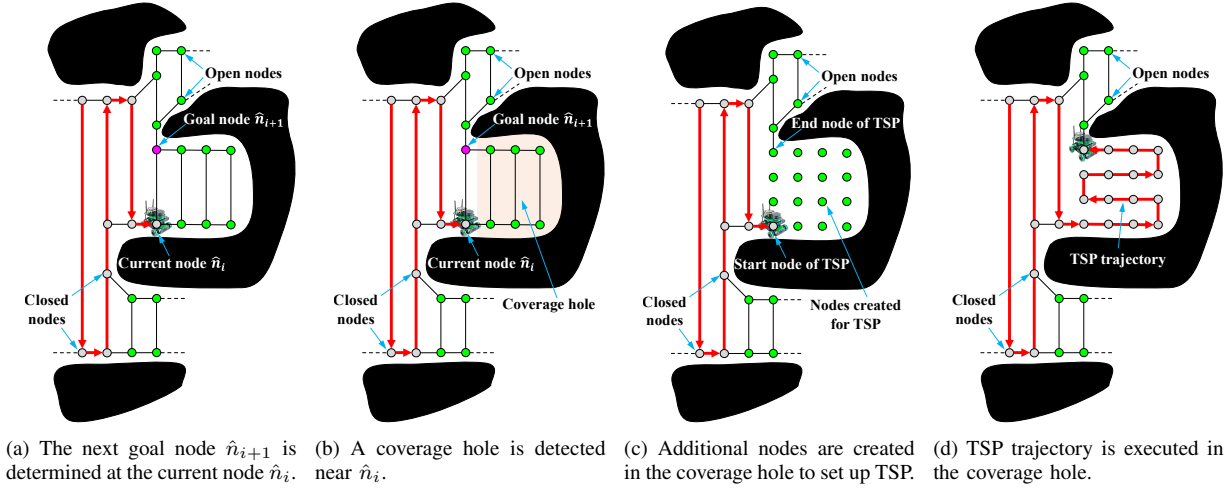 Open nodes
Goal node n̂ᵢ₊₁
Current node n̂ᵢ
Closed
nodes
(a) The next goal node n̂ᵢ₊₁ is
determined at the current node n̂ᵢ.
Open nodes
Goal node n̂ᵢ₊₁
Current node n̂ᵢ
Coverage hole
Closed
nodes
(b) A coverage hole is detected
near n̂ᵢ.
Open nodes
End node of TSP
Start node of TSP
Closed
nodes
Nodes created
for TSP
(c) Additional nodes are created
in the coverage hole to set up TSP.
Open nodes
TSP trajectory
Closed
nodes
(d) TSP trajectory is executed in
the coverage hole.